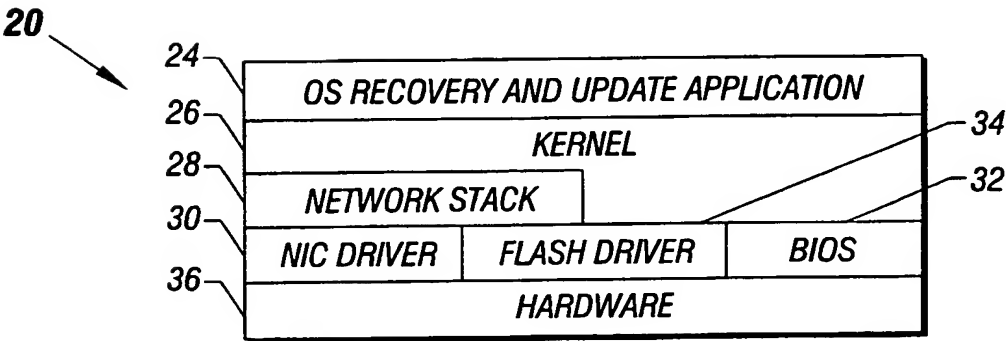 20
24
OS RECOVERY AND UPDATE APPLICATION
26
KERNEL
34
28
NETWORK STACK
32
30
NIC DRIVER
FLASH DRIVER
BIOS
36
HARDWARE